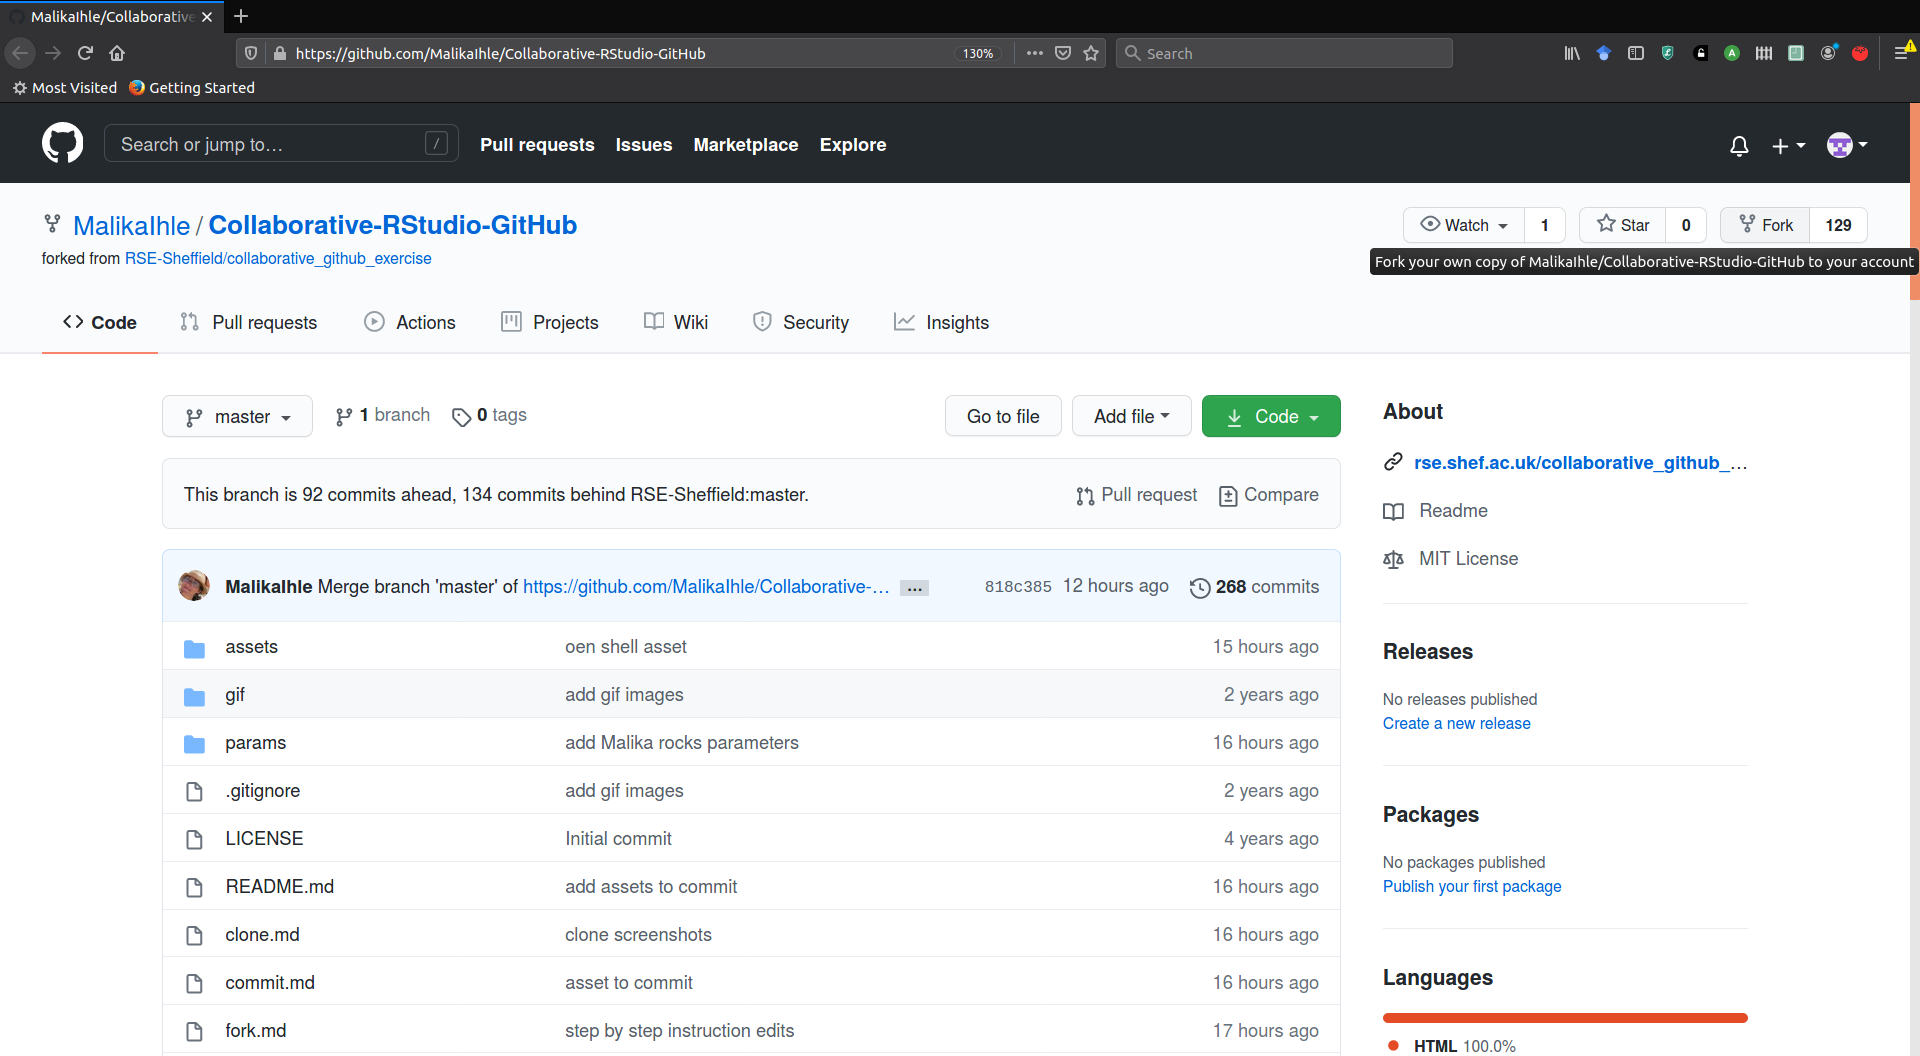 MalikaIhle/Collaborative
https://github.com/MalikaIhle/Collaborative-RStudio-GitHub 130% Search
Most Visited Getting Started
Search or jump to… / Pull requests Issues Marketplace Explore
MalikaIhle / Collaborative-RStudio-GitHub Watch 1 Star 0 Fork 129
forked from RSE-Sheffield/collaborative_github_exercise
Fork your own copy of MalikaIhle/Collaborative-RStudio-GitHub to your account
Code Pull requests Actions Projects Wiki Security Insights
master 1 branch 0 tags Go to file Add file Code
This branch is 92 commits ahead, 134 commits behind RSE-Sheffield:master. Pull request Compare
MalikaIhle Merge branch 'master' of https://github.com/MalikaIhle/Collaborative-… ... 818c385 12 hours ago 268 commits
assets oen shell asset 15 hours ago
gif add gif images 2 years ago
params add Malika rocks parameters 16 hours ago
.gitignore add gif images 2 years ago
LICENSE Initial commit 4 years ago
README.md add assets to commit 16 hours ago
clone.md clone screenshots 16 hours ago
commit.md asset to commit 16 hours ago
fork.md step by step instruction edits 17 hours ago
About
rse.shef.ac.uk/collaborative_github_…
Readme
MIT License
Releases
No releases published
Create a new release
Packages
No packages published
Publish your first package
Languages
HTML 100.0%